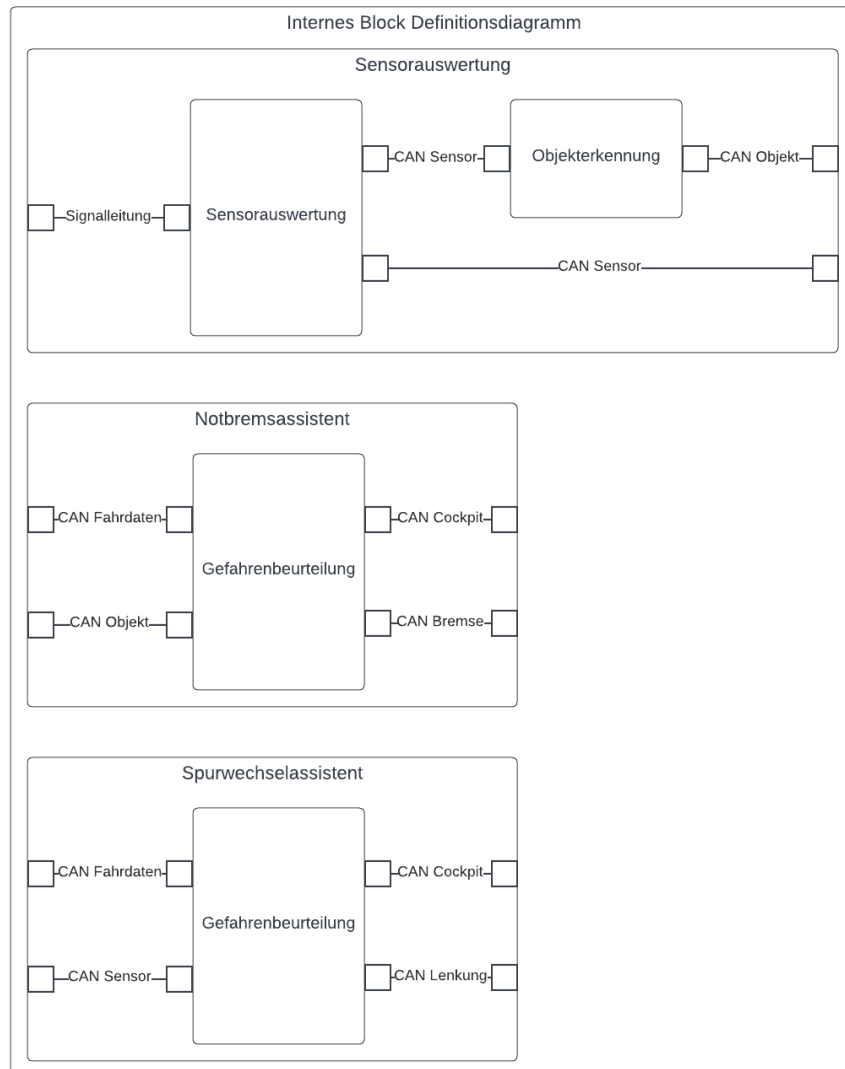 Internes Block Definitionsdiagramm
Sensorauswertung
CAN Sensor
Objekterkennung
CAN Objekt
Signalleitung
Sensorauswertung
CAN Sensor
Notbremsassistent
CAN Fahrdaten
CAN Cockpit
Gefahrenbeurteilung
CAN Objekt
CAN Bremse
Spurwechselassistent
CAN Fahrdaten
CAN Cockpit
Gefahrenbeurteilung
CAN Sensor
CAN Lenkung